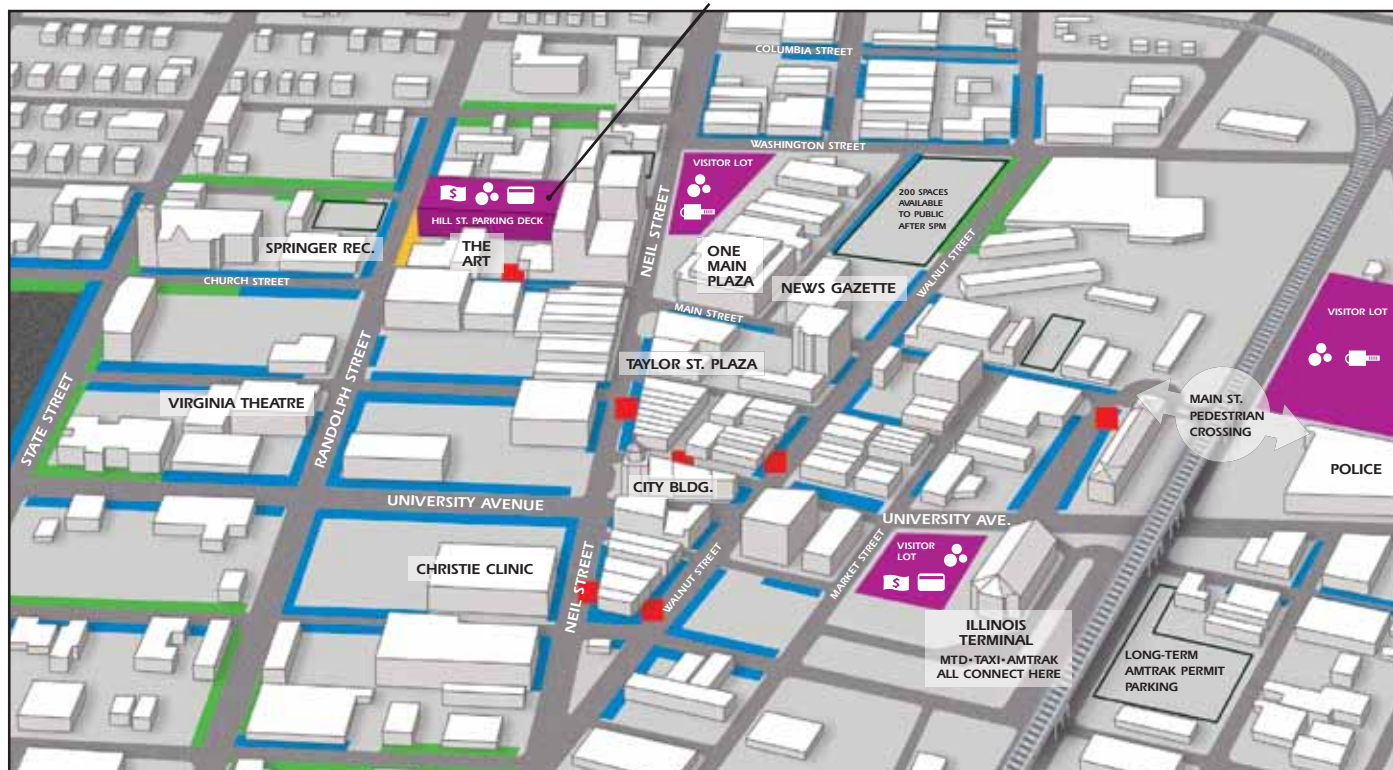 COLUMBIA STREET
WASHINGTON STREET
VISITOR LOT
$
HILL ST. PARKING DECK
200 SPACES
AVAILABLE
TO PUBLIC
AFTER 5PM
NEIL STREET
SPRINGER REC.
THE
ART
ONE
MAIN
PLAZA
NEWS GAZETTE
WALNUT STREET
CHURCH STREET
MAIN STREET
VISITOR LOT
TAYLOR ST. PLAZA
STATE STREET
VIRGINIA THEATRE
RANDOLPH STREET
MAIN ST.
PEDESTRIAN
CROSSING
POLICE
CITY BLDG.
UNIVERSITY AVENUE
UNIVERSITY AVE.
CHRISTIE CLINIC
NEIL STREET
WALNUT STREET
MARKET STREET
VISITOR
LOT
$
ILLINOIS
TERMINAL
MTD•TAXI•AMTRAK
ALL CONNECT HERE
LONG-TERM
AMTRAK PERMIT
PARKING